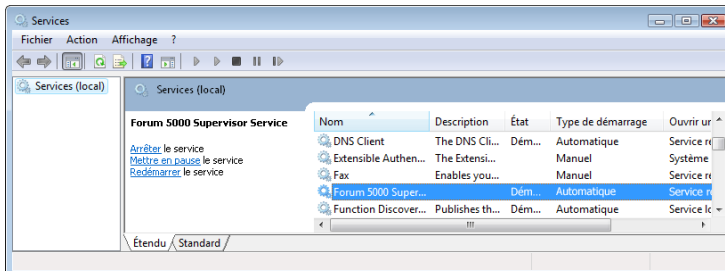 Services
Fichier Action Affichage ?
Services (local)
Services (local)
Forum 5000 Supervisor Service
Arrêter le service
Mettre en pause le service
Redémarrer le service
Nom Description État Type de démarrage Ouvrir ur
DNS Client The DNS Cli... Dém... Automatique Service re
Extensible Authen... The Extensi... Manuel Système
Fax Enables you... Manuel Service re
Forum 5000 Super... Dém... Automatique Service re
Function Discover... Publishes th... Dém... Automatique Service lc
Étendu Standard